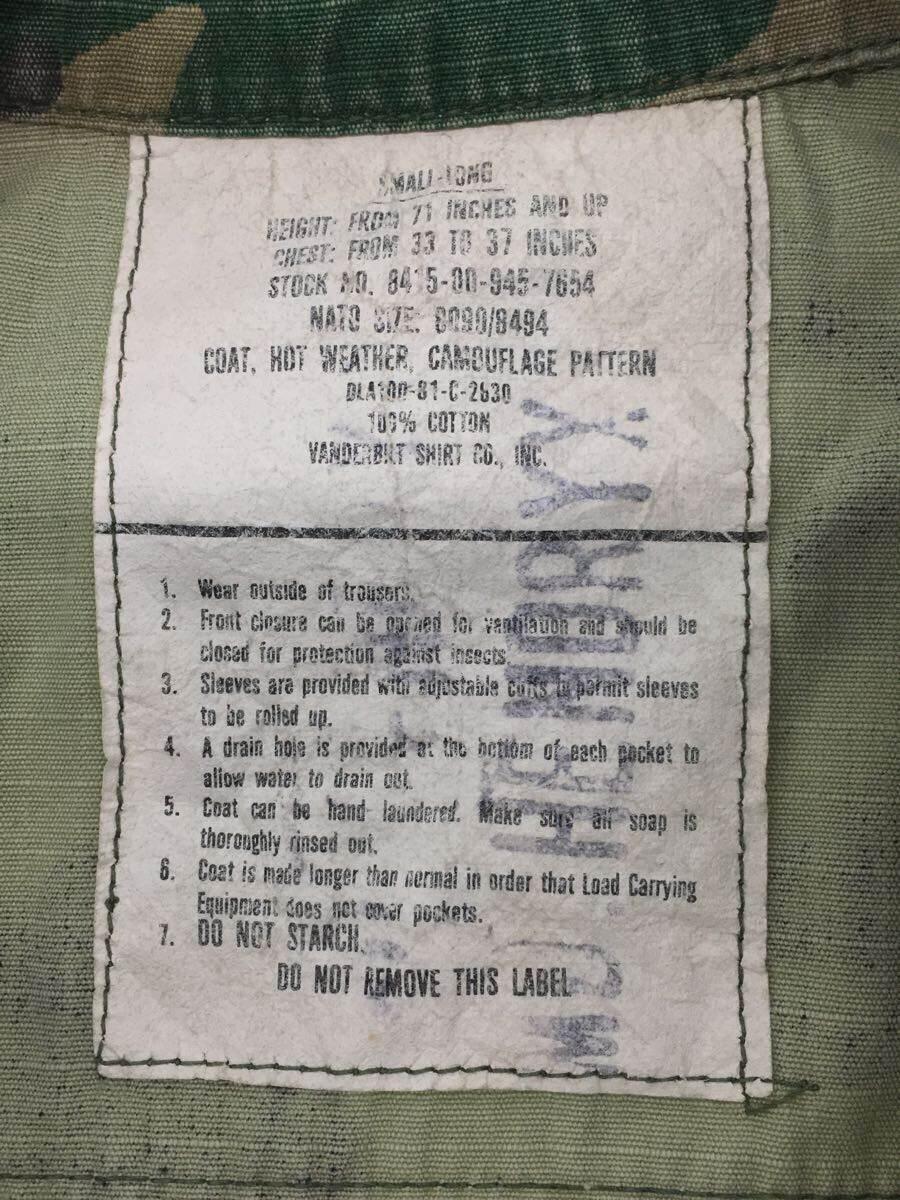 SMALL-LONG
HEIGHT: FROM 71 INCHES AND UP
CHEST: FROM 33 TO 37 INCHES
STOCK NO. 8415-00-945-7654
NATO SIZE: 8090/8494
COAT, HOT WEATHER, CAMOUFLAGE PATTERN
DLA100-81-C-2630
100% COTTON
VANDERBILT SHIRT CO., INC.
1. Wear outside of trousers.
2. Front closure can be opened for ventilation and should be
closed for protection against insects.
3. Sleeves are provided with adjustable cuffs to permit sleeves
to be rolled up.
4. A drain hole is provided at the bottom of each pocket to
allow water to drain out.
5. Coat can be hand laundered. Make sure all soap is
thoroughly rinsed out.
6. Coat is made longer than normal in order that Load Carrying
Equipment does not cover pockets.
7. DO NOT STARCH.
DO NOT REMOVE THIS LABEL